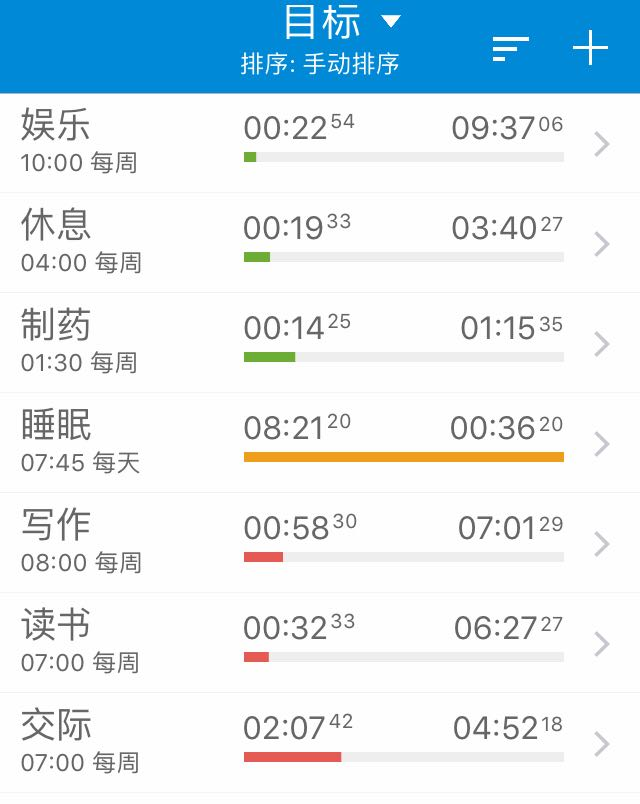 目标
排序: 手动排序
娱乐 00:22 54 09:37 06
10:00 每周
休息 00:19 33 03:40 27
04:00 每周
制药 00:14 25 01:15 35
01:30 每周
睡眠 08:21 20 00:36 20
07:45 每天
写作 00:58 30 07:01 29
08:00 每周
读书 00:32 33 06:27 27
07:00 每周
交际 02:07 42 04:52 18
07:00 每周